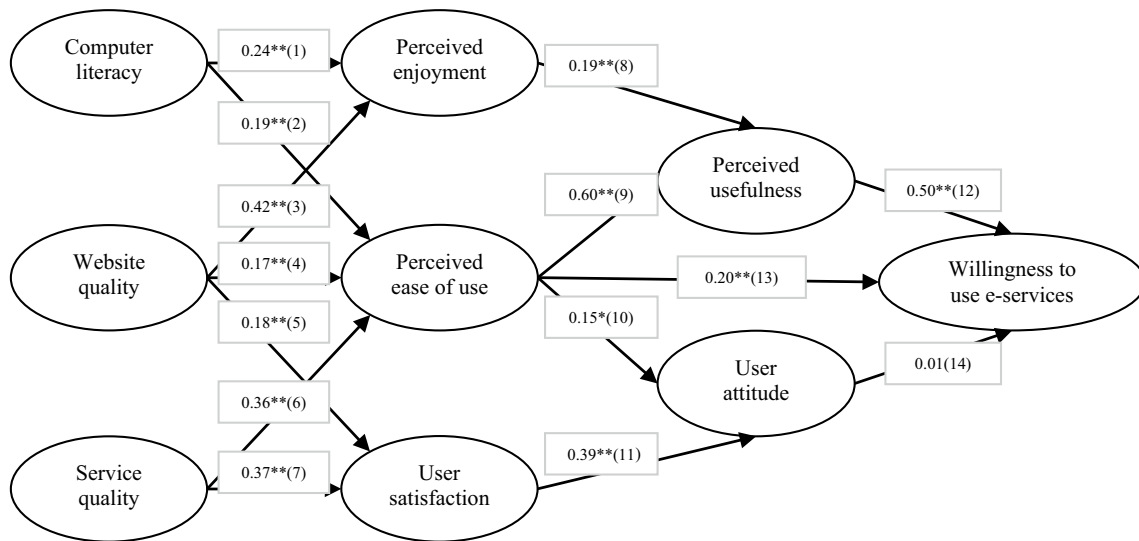 Computer
literacy
0.24**(1)
Perceived
enjoyment
0.19**(8)
0.19**(2)
Perceived
usefulness
0.60**(9)
0.50**(12)
0.42**(3)
Website
quality
0.17**(4)
Perceived
ease of use
0.20**(13)
Willingness to
use e-services
0.18**(5)
0.15*(10)
User
attitude
0.01(14)
0.36**(6)
Service
quality
0.37**(7)
User
satisfaction
0.39**(11)